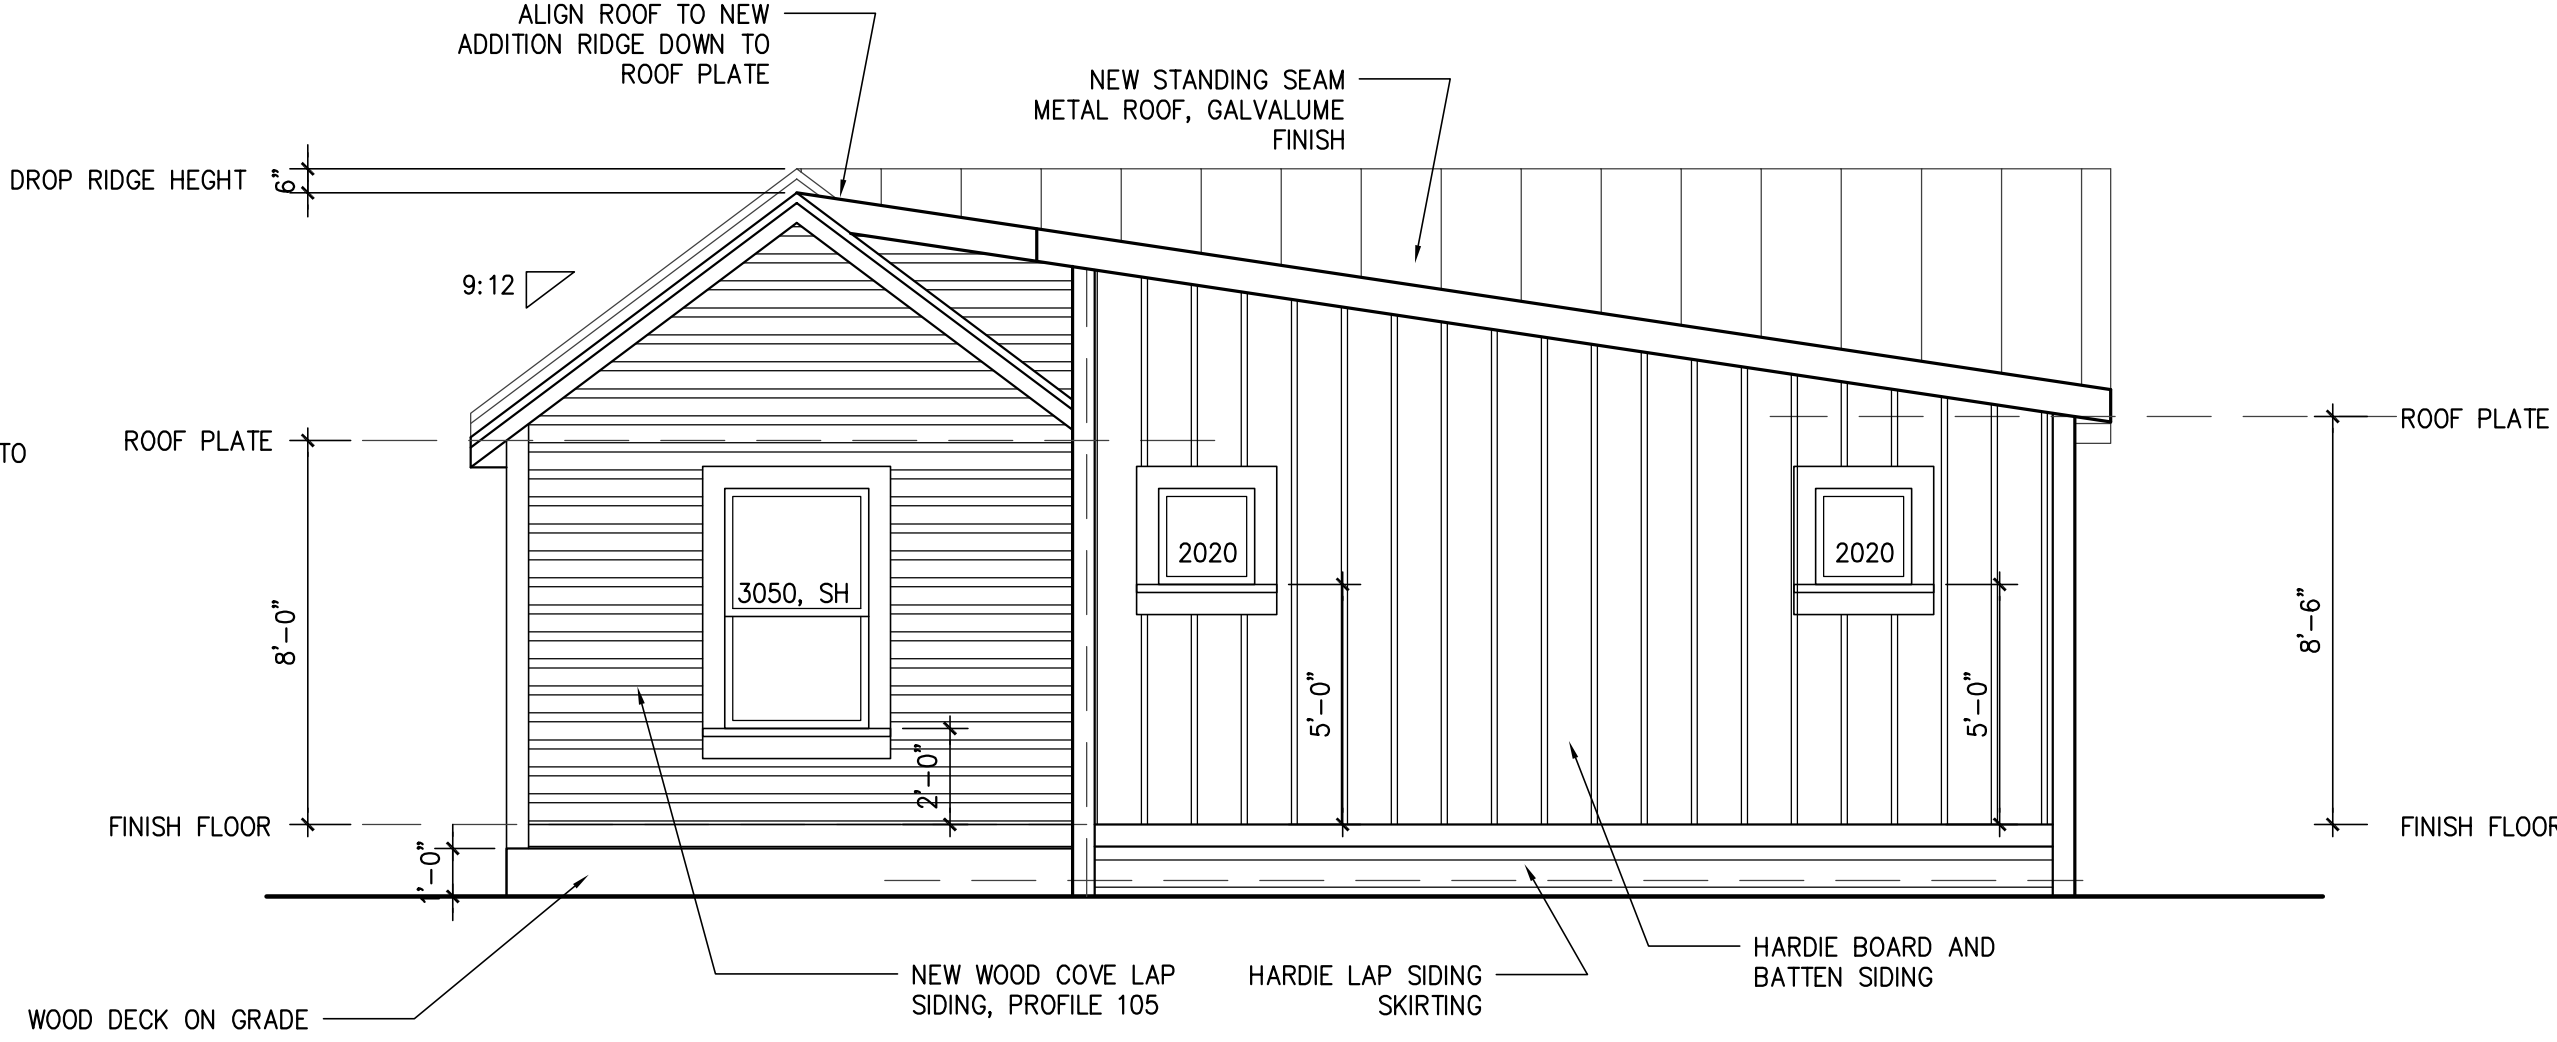 ALIGN ROOF TO NEW
ADDITION RIDGE DOWN TO
ROOF PLATE
NEW STANDING SEAM
METAL ROOF, GALVALUME
FINISH
DROP RIDGE HEGHT
6"
9:12
ROOF PLATE
ROOF PLATE
TO
3050, SH
2020
2020
8'-0"
2'-0"
5'-0"
5'-0"
8'-6"
FINISH FLOOR
FINISH FLOOR
1'-0"
HARDIE BOARD AND
BATTEN SIDING
NEW WOOD COVE LAP
SIDING, PROFILE 105
HARDIE LAP SIDING
SKIRTING
WOOD DECK ON GRADE